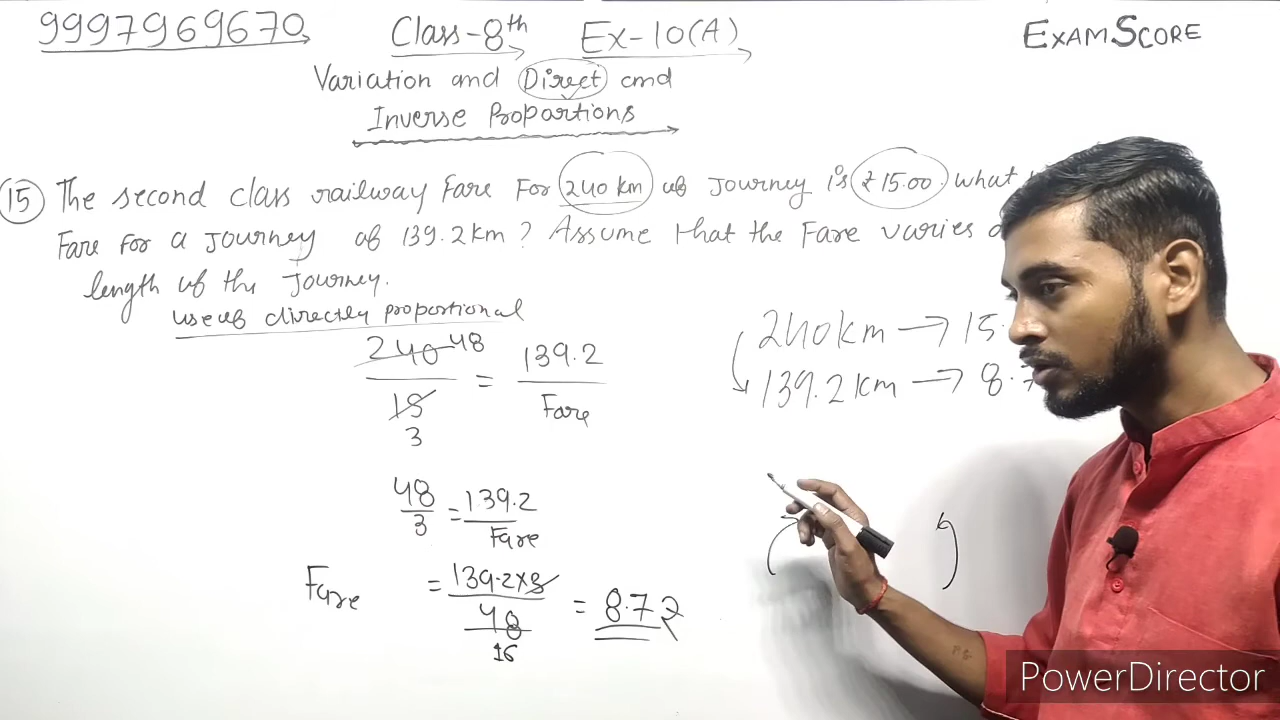 9997969670
Class-8th Ex-10(A)
EXAMSCORE
Variation and Direct and
Inverse Proportions
15 The second class railway Fare For 240 km of Journey is ₹15.00. what
Fare For a Journey of 139.2km? Assume that the Fare varies
length of the Journey.
use of directly proportional
240 48 / 15 3 = 139.2 / Fare
240km → 15.
139.2km → 8.7
48/3 = 139.2/Fare
Fare = 139.2×3 / 48 16 = 8.7₹
PowerDirector